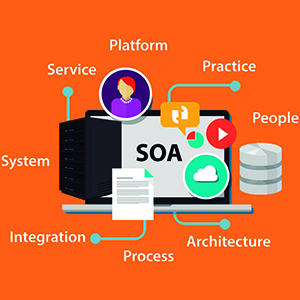 Platform
Service
Practice
People
SOA
System
Integration
Architecture
Process